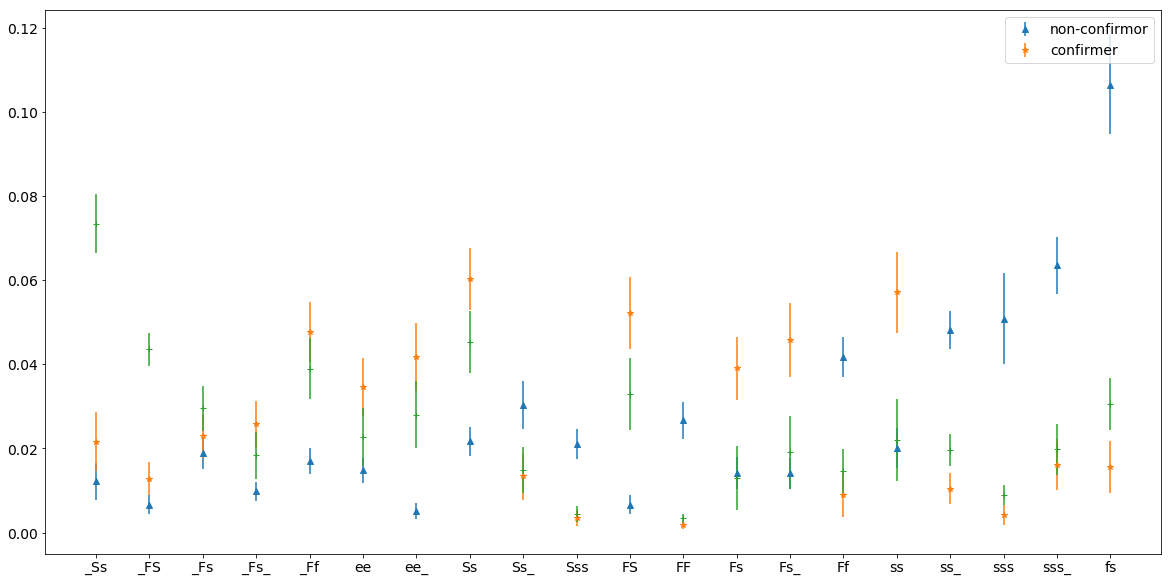 0.12
0.10
0.08
0.06
0.04
0.02
0.00
non-confirmor
confirmer
_Ss _FS _Fs _Fs_ _Ff ee ee_ Ss Ss_ Sss FS FF Fs Fs_ Ff ss ss_ sss sss_ fs